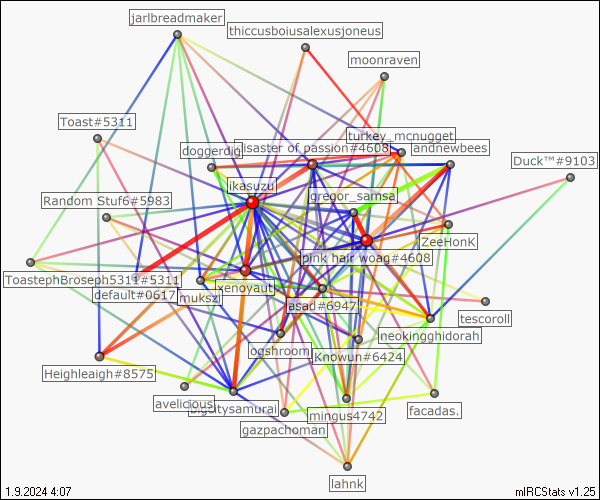 jarlbreadmaker
thiccusboiusalexusjoneus
moonraven
Toast#5311
turkey_mcnugget
doggerdig
disaster of passion#4608
andnewbees
Duck™#9103
ikasuzu
Random Stuf6#5983
gregor_samsa
ZeeHonK
pink hair woag#4608
ToastephBroseph5311#5311
xenoyaut
default#0617
mukszi
asad#6947
tescoroll
neokingghidorah
ogshroom
Knowun#6424
Heighleaigh#8575
avelicious
bigcitysamurai
mingus4742
facadas.
gazpachoman
lahnk
1.9.2024 4:07
mIRCStats v1.25